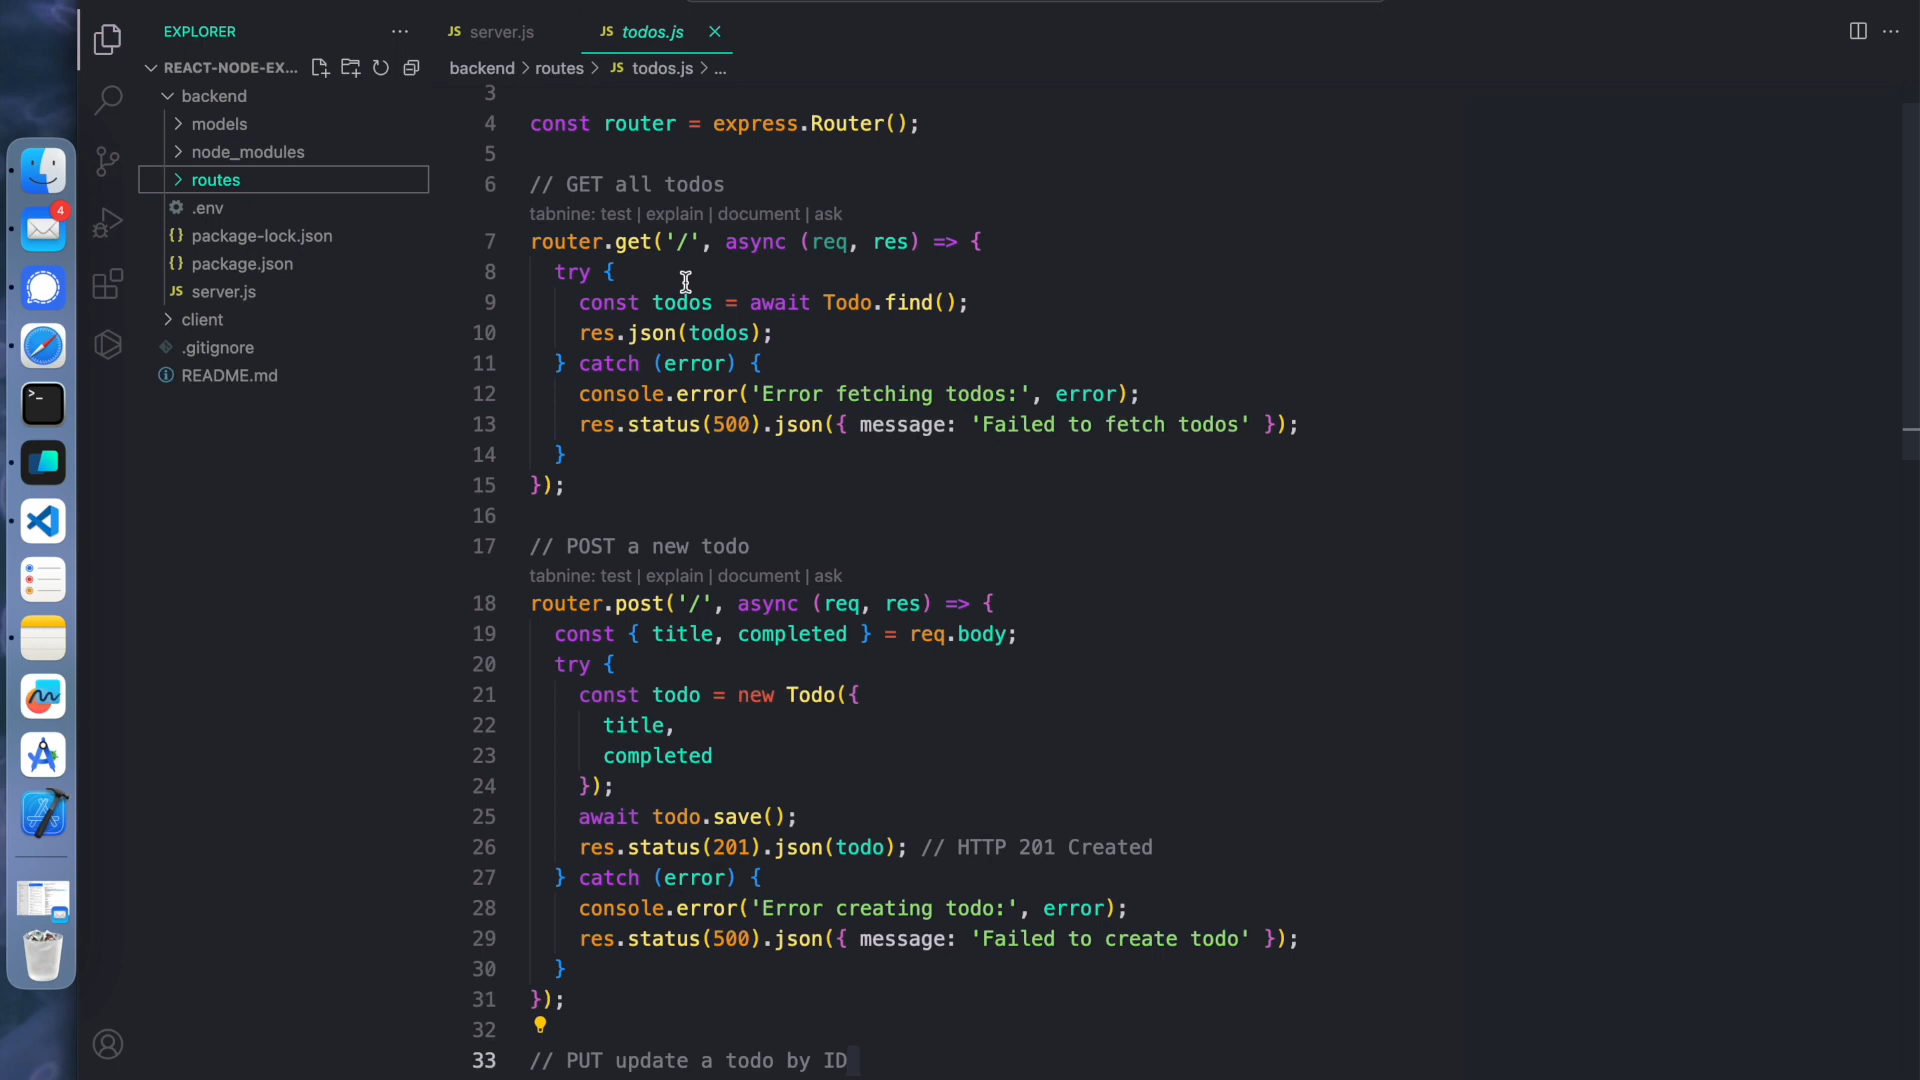 EXPLORER
REACT-NODE-EX...
backend
models
node_modules
routes
.env
package-lock.json
package.json
JS server.js
client
.gitignore
README.md
4
JS server.js
JS todos.js
backend > routes > JS todos.js > ...
3
4 const router = express.Router();
5
6 // GET all todos
tabnine: test | explain | document | ask
7 router.get('/', async (req, res) => {
8 try {
9 const todos = await Todo.find();
10 res.json(todos);
11 } catch (error) {
12 console.error('Error fetching todos:', error);
13 res.status(500).json({ message: 'Failed to fetch todos' });
14 }
15 });
16
17 // POST a new todo
tabnine: test | explain | document | ask
18 router.post('/', async (req, res) => {
19 const { title, completed } = req.body;
20 try {
21 const todo = new Todo({
22 title,
23 completed
24 });
25 await todo.save();
26 res.status(201).json(todo); // HTTP 201 Created
27 } catch (error) {
28 console.error('Error creating todo:', error);
29 res.status(500).json({ message: 'Failed to create todo' });
30 }
31 });
32
33 // PUT update a todo by ID